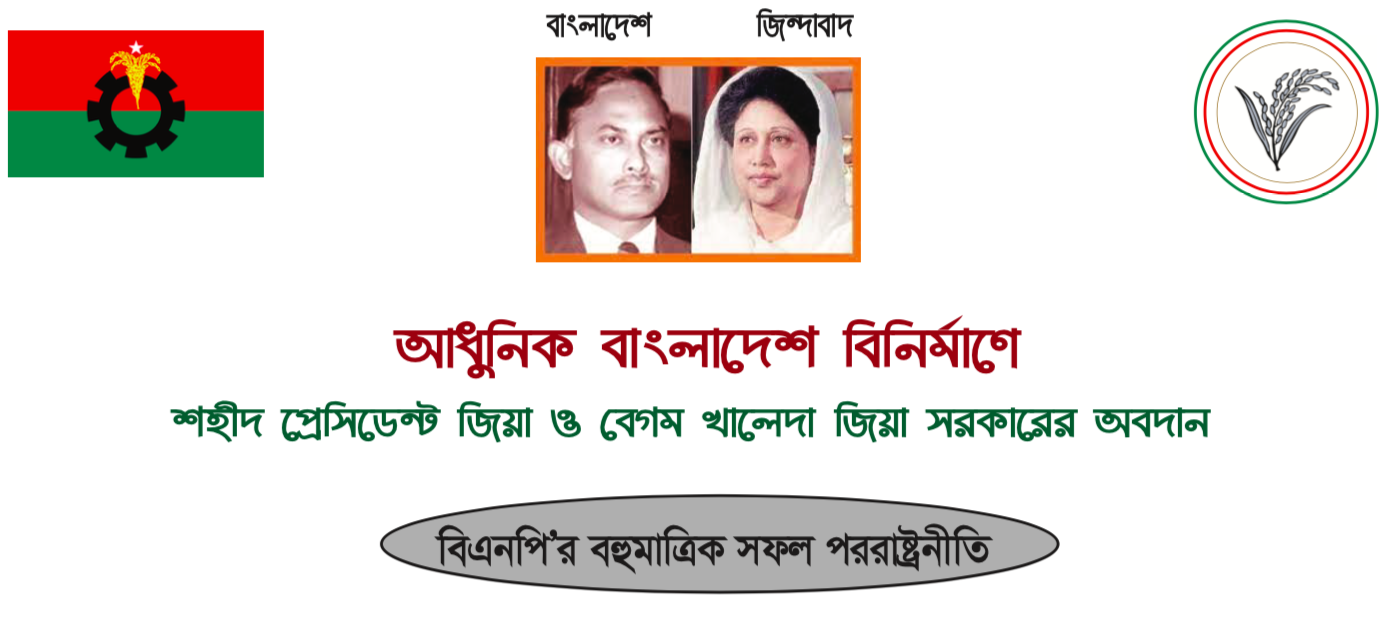 বাংলাদেশ জিন্দাবাদ
আধুনিক বাংলাদেশ বিনির্মাণে
শহীদ প্রেসিডেন্ট জিয়া ও বেগম খালেদা জিয়া সরকারের অবদান
বিএনপি'র বহুমাত্রিক সফল পররাষ্ট্রনীতি